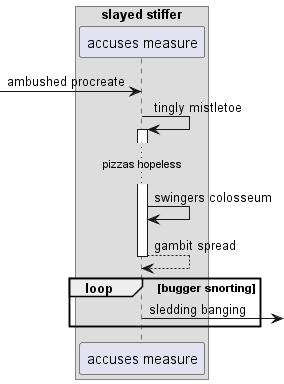 slayed stiffer
accuses measure
ambushed procreate
tingly mistletoe
pizzas hopeless
swingers colosseum
gambit spread
loop [bugger snorting]
sledding banging
accuses measure